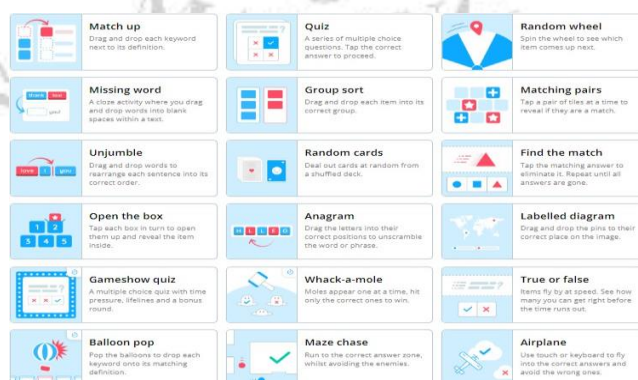 Match up
Drag and drop each keyword
next to its definition.
Quiz
A series of multiple choice
questions. Tap the correct
answer to proceed.
Random wheel
Spin the wheel to see which
item comes up next.
Missing word
A cloze activity where you drag
and drop words into blank
spaces within a text.
Group sort
Drag and drop each item into its
correct group.
Matching pairs
Tap a pair of tiles at a time to
reveal if they are a match.
love
you!
Unjumble
Drag and drop words to
rearrange each sentence into its
correct order.
love I you
Random cards
Deal out cards at random from
a shuffled deck.
Find the match
Tap the matching answer to
eliminate it. Repeat until all
answers are gone.
Open the box
Tap each box in turn to open
them up and reveal the item
inside.
1 2
3 4 5
Anagram
Drag the letters into their
correct positions to unscramble
the word or phrase.
H L L E O
Labelled diagram
Drag and drop the pins to their
correct place on the image.
Gameshow quiz
A multiple choice quiz with time
pressure, lifelines and a bonus
round.
Whack-a-mole
Moles appear one at a time, hit
only the correct ones to win.
True or false
Items fly by at speed. See how
many you can get right before
the time runs out.
Balloon pop
Pop the balloons to drop each
keyword onto its matching
definition.
Maze chase
Run to the correct answer zone,
whilst avoiding the enemies.
Airplane
Use touch or keyboard to fly
into the correct answers and
avoid the wrong ones.